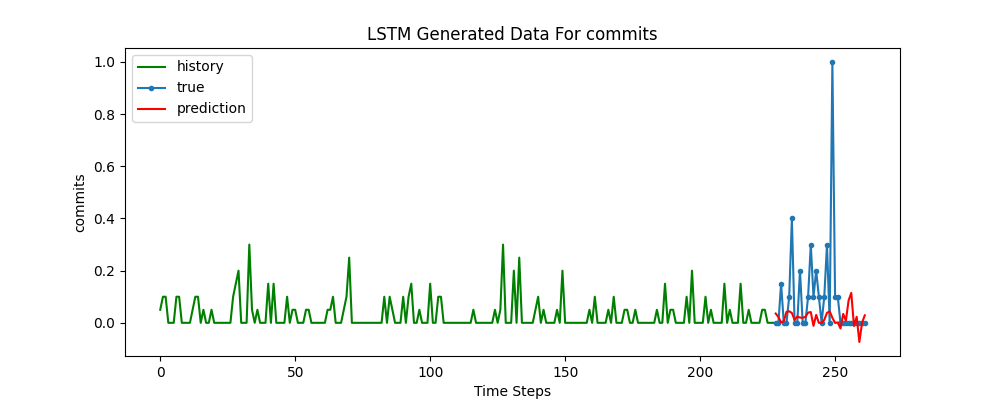 LSTM Generated Data For commits
history
true
prediction
1.0
0.8
0.6
0.4
0.2
0.0
commits
0
50
100
150
200
250
Time Steps